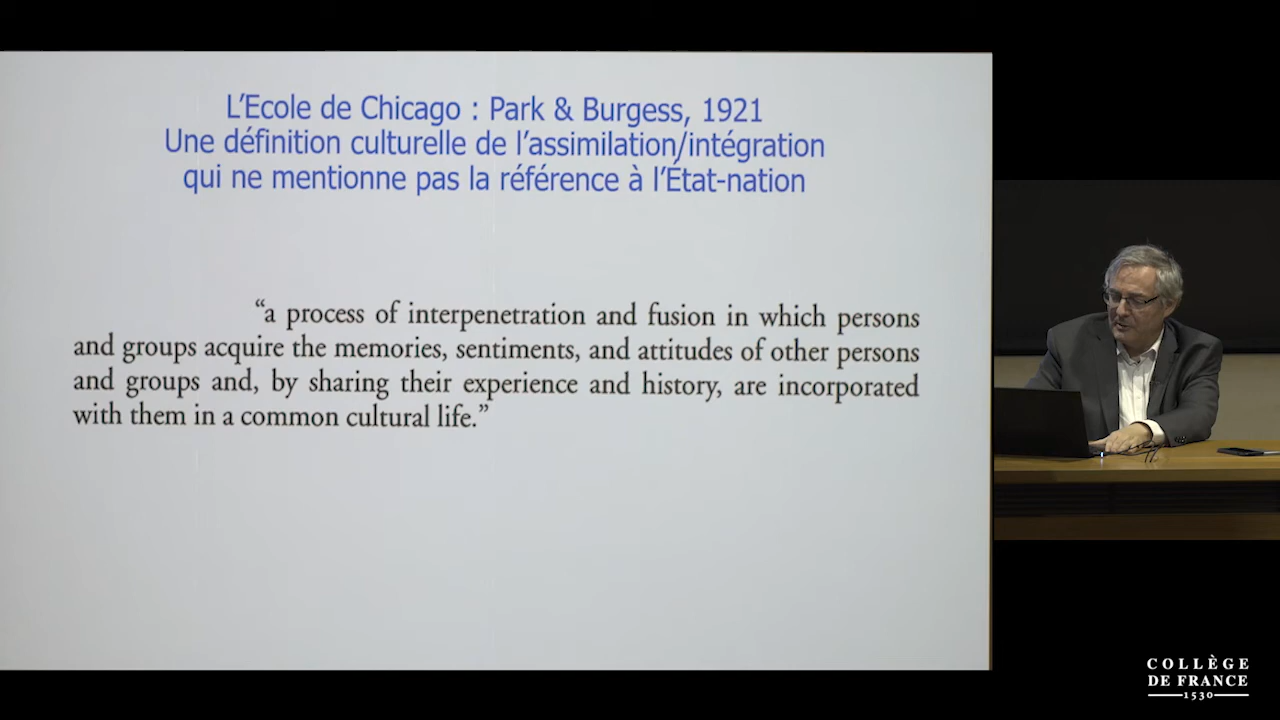 L'Ecole de Chicago : Park & Burgess, 1921
Une définition culturelle de l'assimilation/intégration
qui ne mentionne pas la référence à l'État-nation
“a process of interpenetration and fusion in which persons
and groups acquire the memories, sentiments, and attitudes of other persons
and groups and, by sharing their experience and history, are incorporated
with them in a common cultural life.”
COLLÈGE
DE FRANCE
1530